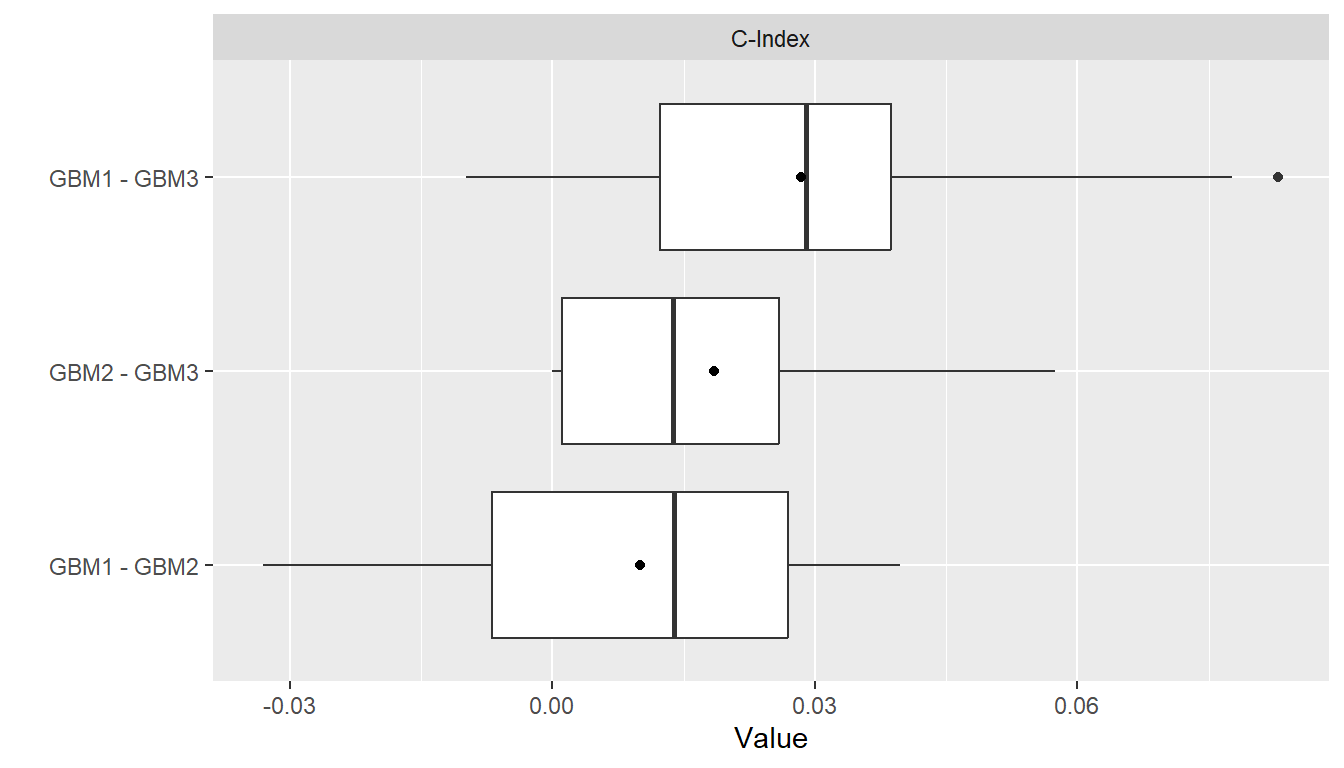 C-Index
GBM1 - GBM3
GBM2 - GBM3
GBM1 - GBM2
-0.03 0.00 0.03 0.06
Value